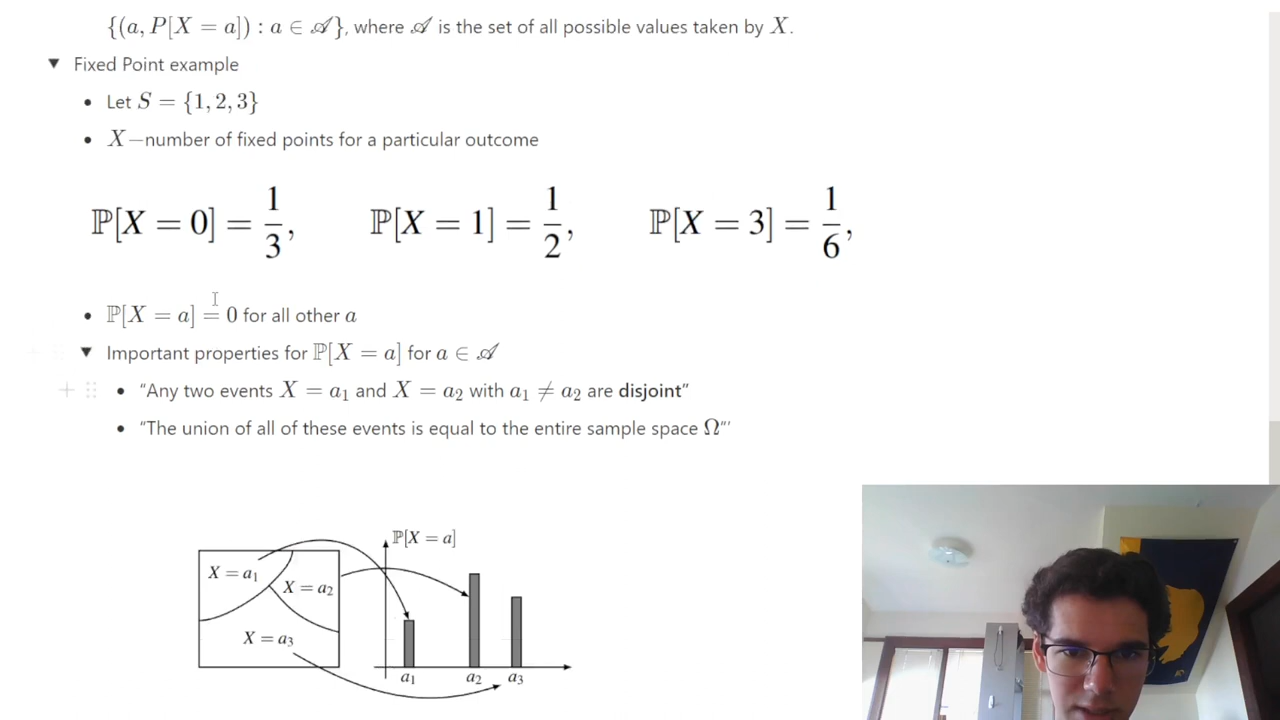 {(a, P[X = a]) : a ∈ 𝒜}, where 𝒜 is the set of all possible values taken by X.
▼ Fixed Point example
• Let S = {1, 2, 3}
• X−number of fixed points for a particular outcome
ℙ[X = 0] = 1/3, ℙ[X = 1] = 1/2, ℙ[X = 3] = 1/6,
• ℙ[X = a] = 0 for all other a
▼ Important properties for ℙ[X = a] for a ∈ 𝒜
• “Any two events X = a₁ and X = a₂ with a₁ ≠ a₂ are disjoint”
• “The union of all of these events is equal to the entire sample space Ω”'
ℙ[X = a]
X = a₁
X = a₂
X = a₃
a₁ a₂ a₃